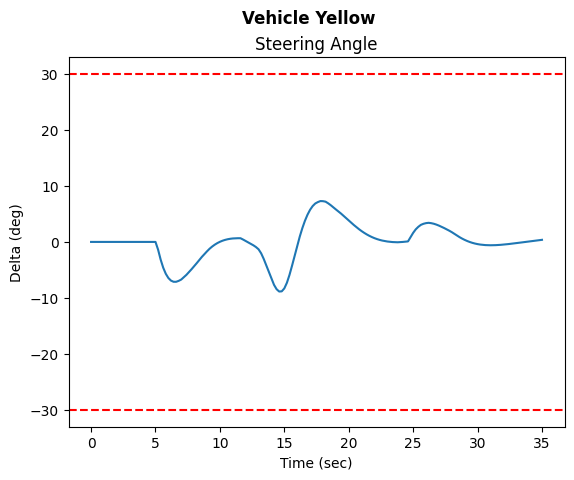 Vehicle Yellow
Steering Angle
30
20
10
0
−10
−20
−30
Delta (deg)
0 5 10 15 20 25 30 35
Time (sec)